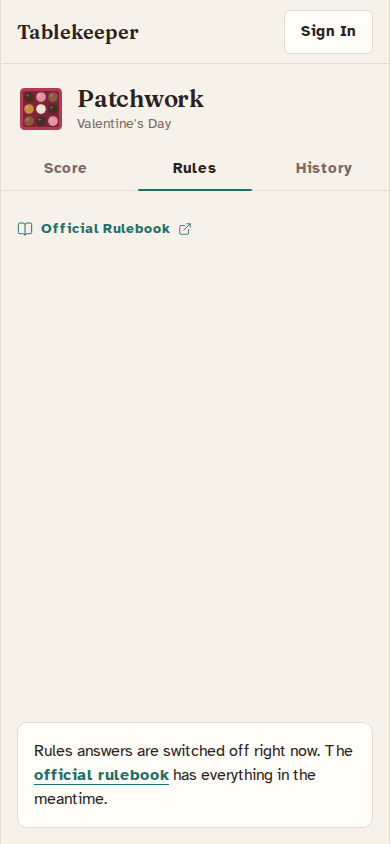 Tablekeeper
Sign In
Patchwork
Valentine's Day
Score
Rules
History
Official Rulebook
Rules answers are switched off right now. The
official rulebook has everything in the
meantime.